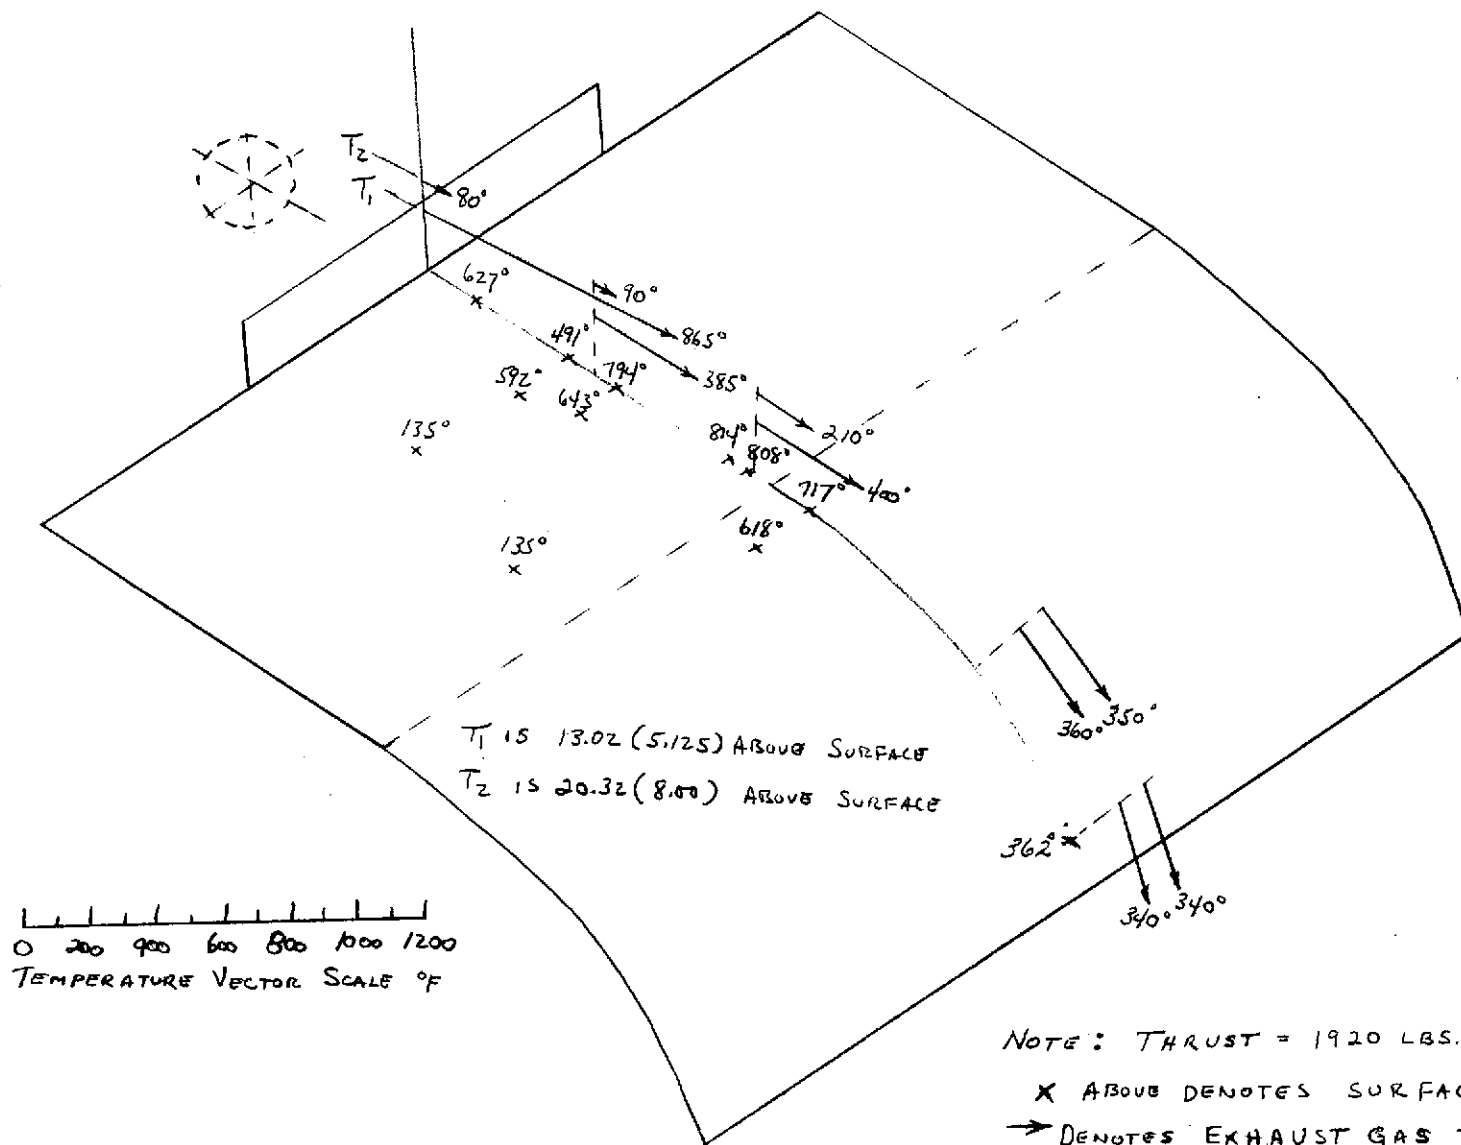 T2
80°
T1
627°
90°
491°
865°
794°
592°
385°
643°
135°
210°
814°
808°
717°
400°
618°
135°
T1 IS 13.02 (5.125) ABOVE SURFACE
360° 350°
T2 IS 20.32 (8.00) ABOVE SURFACE
362°
340° 340°
0 200 400 600 800 1000 1200
TEMPERATURE VECTOR SCALE °F
NOTE: THRUST = 1920 LBS.
X ABOVE DENOTES SURFAC
→ DENOTES EXHAUST GAS